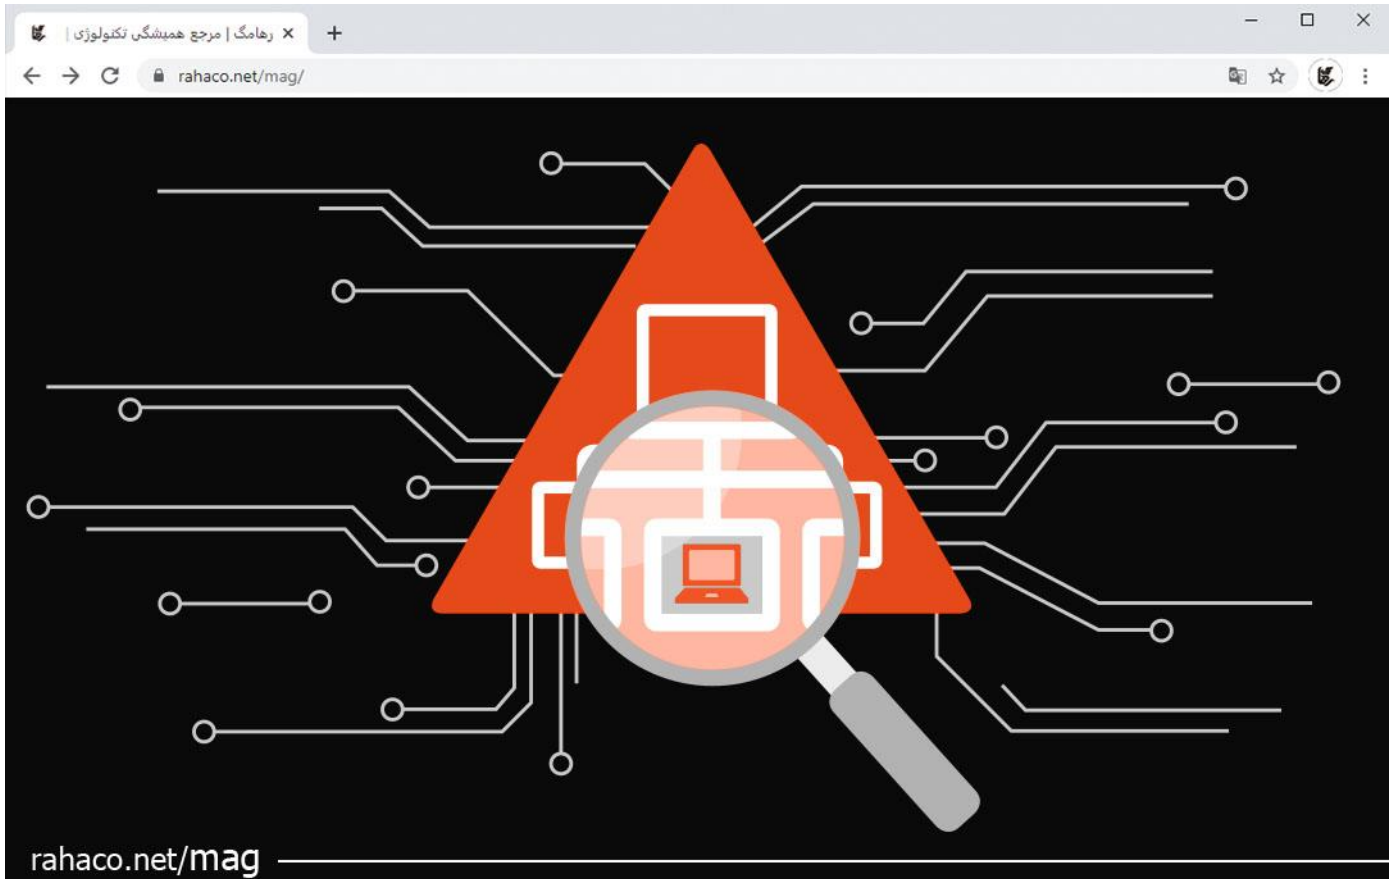 رهامگ | مرجع همیشگی تکنولوژی |
rahaco.net/mag/
rahaco.net/mag